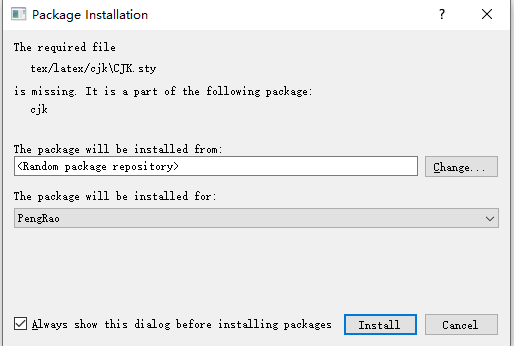 Package Installation
The required file
tex/latex/cjk\CJK.sty
is missing. It is a part of the following package:
cjk
The package will be installed from:
<Random package repository>
Change...
The package will be installed for:
PengRao
Always show this dialog before installing packages
Install
Cancel